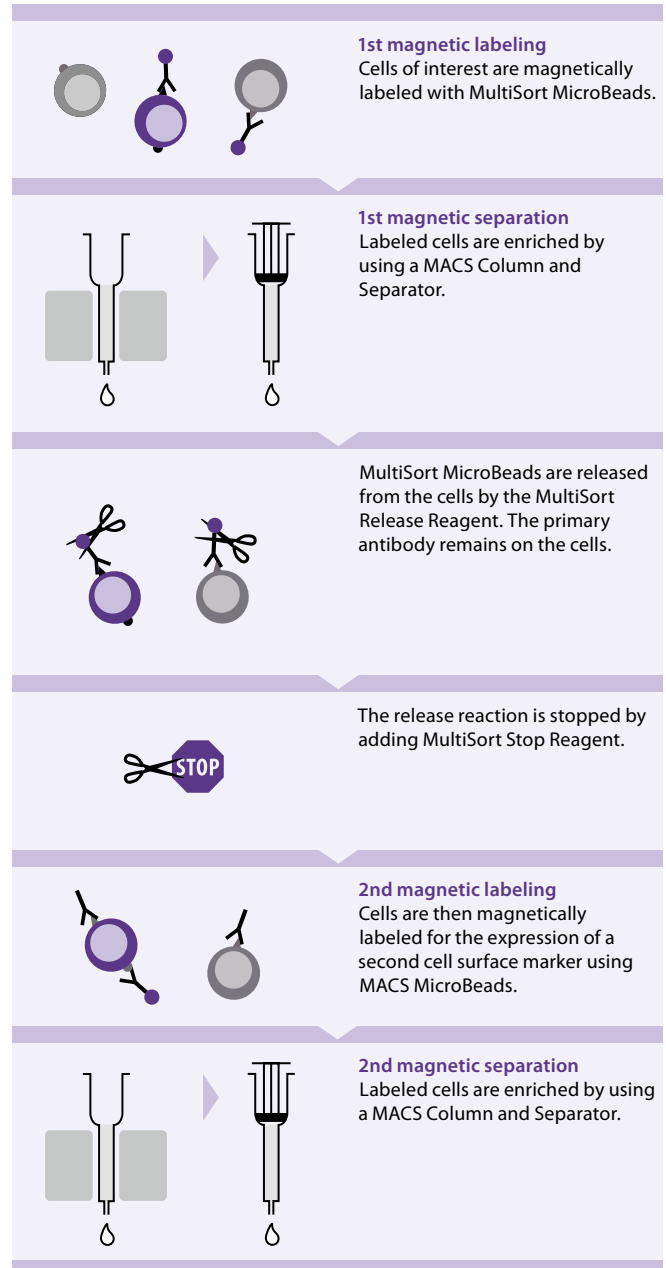 1st magnetic labeling
Cells of interest are magnetically
labeled with MultiSort MicroBeads.
1st magnetic separation
Labeled cells are enriched by
using a MACS Column and
Separator.
MultiSort MicroBeads are released
from the cells by the MultiSort
Release Reagent. The primary
antibody remains on the cells.
The release reaction is stopped by
adding MultiSort Stop Reagent.
STOP
2nd magnetic labeling
Cells are then magnetically
labeled for the expression of a
second cell surface marker using
MACS MicroBeads.
2nd magnetic separation
Labeled cells are enriched by using
a MACS Column and Separator.